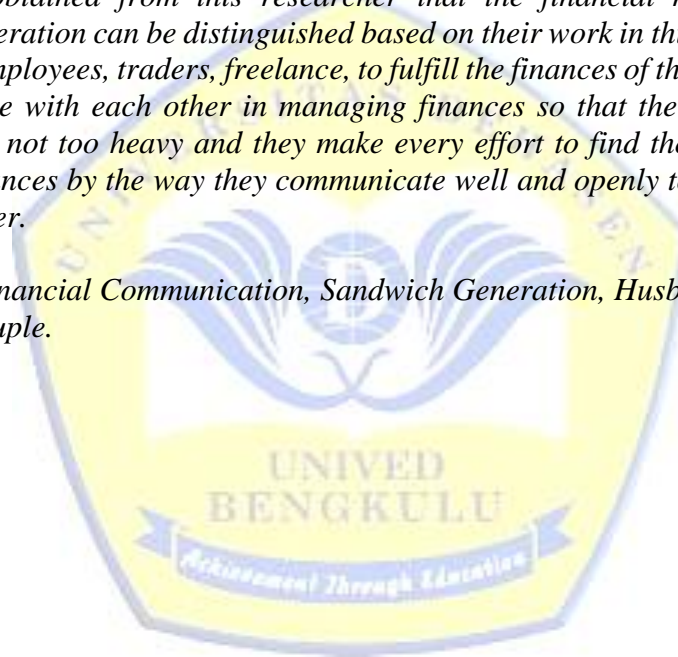 obtained from this researcher that the financial
eration can be distinguished based on their work in th
mployees, traders, freelance, to fulfill the finances of th
e with each other in managing finances so that the
not too heavy and they make every effort to find the
nces by the way they communicate well and openly t
er.
nancial Communication, Sandwich Generation, Husb
uple.
UNIVERSITAS DEHASEN
UNIVED
BENGKULU
Achievement Through Education